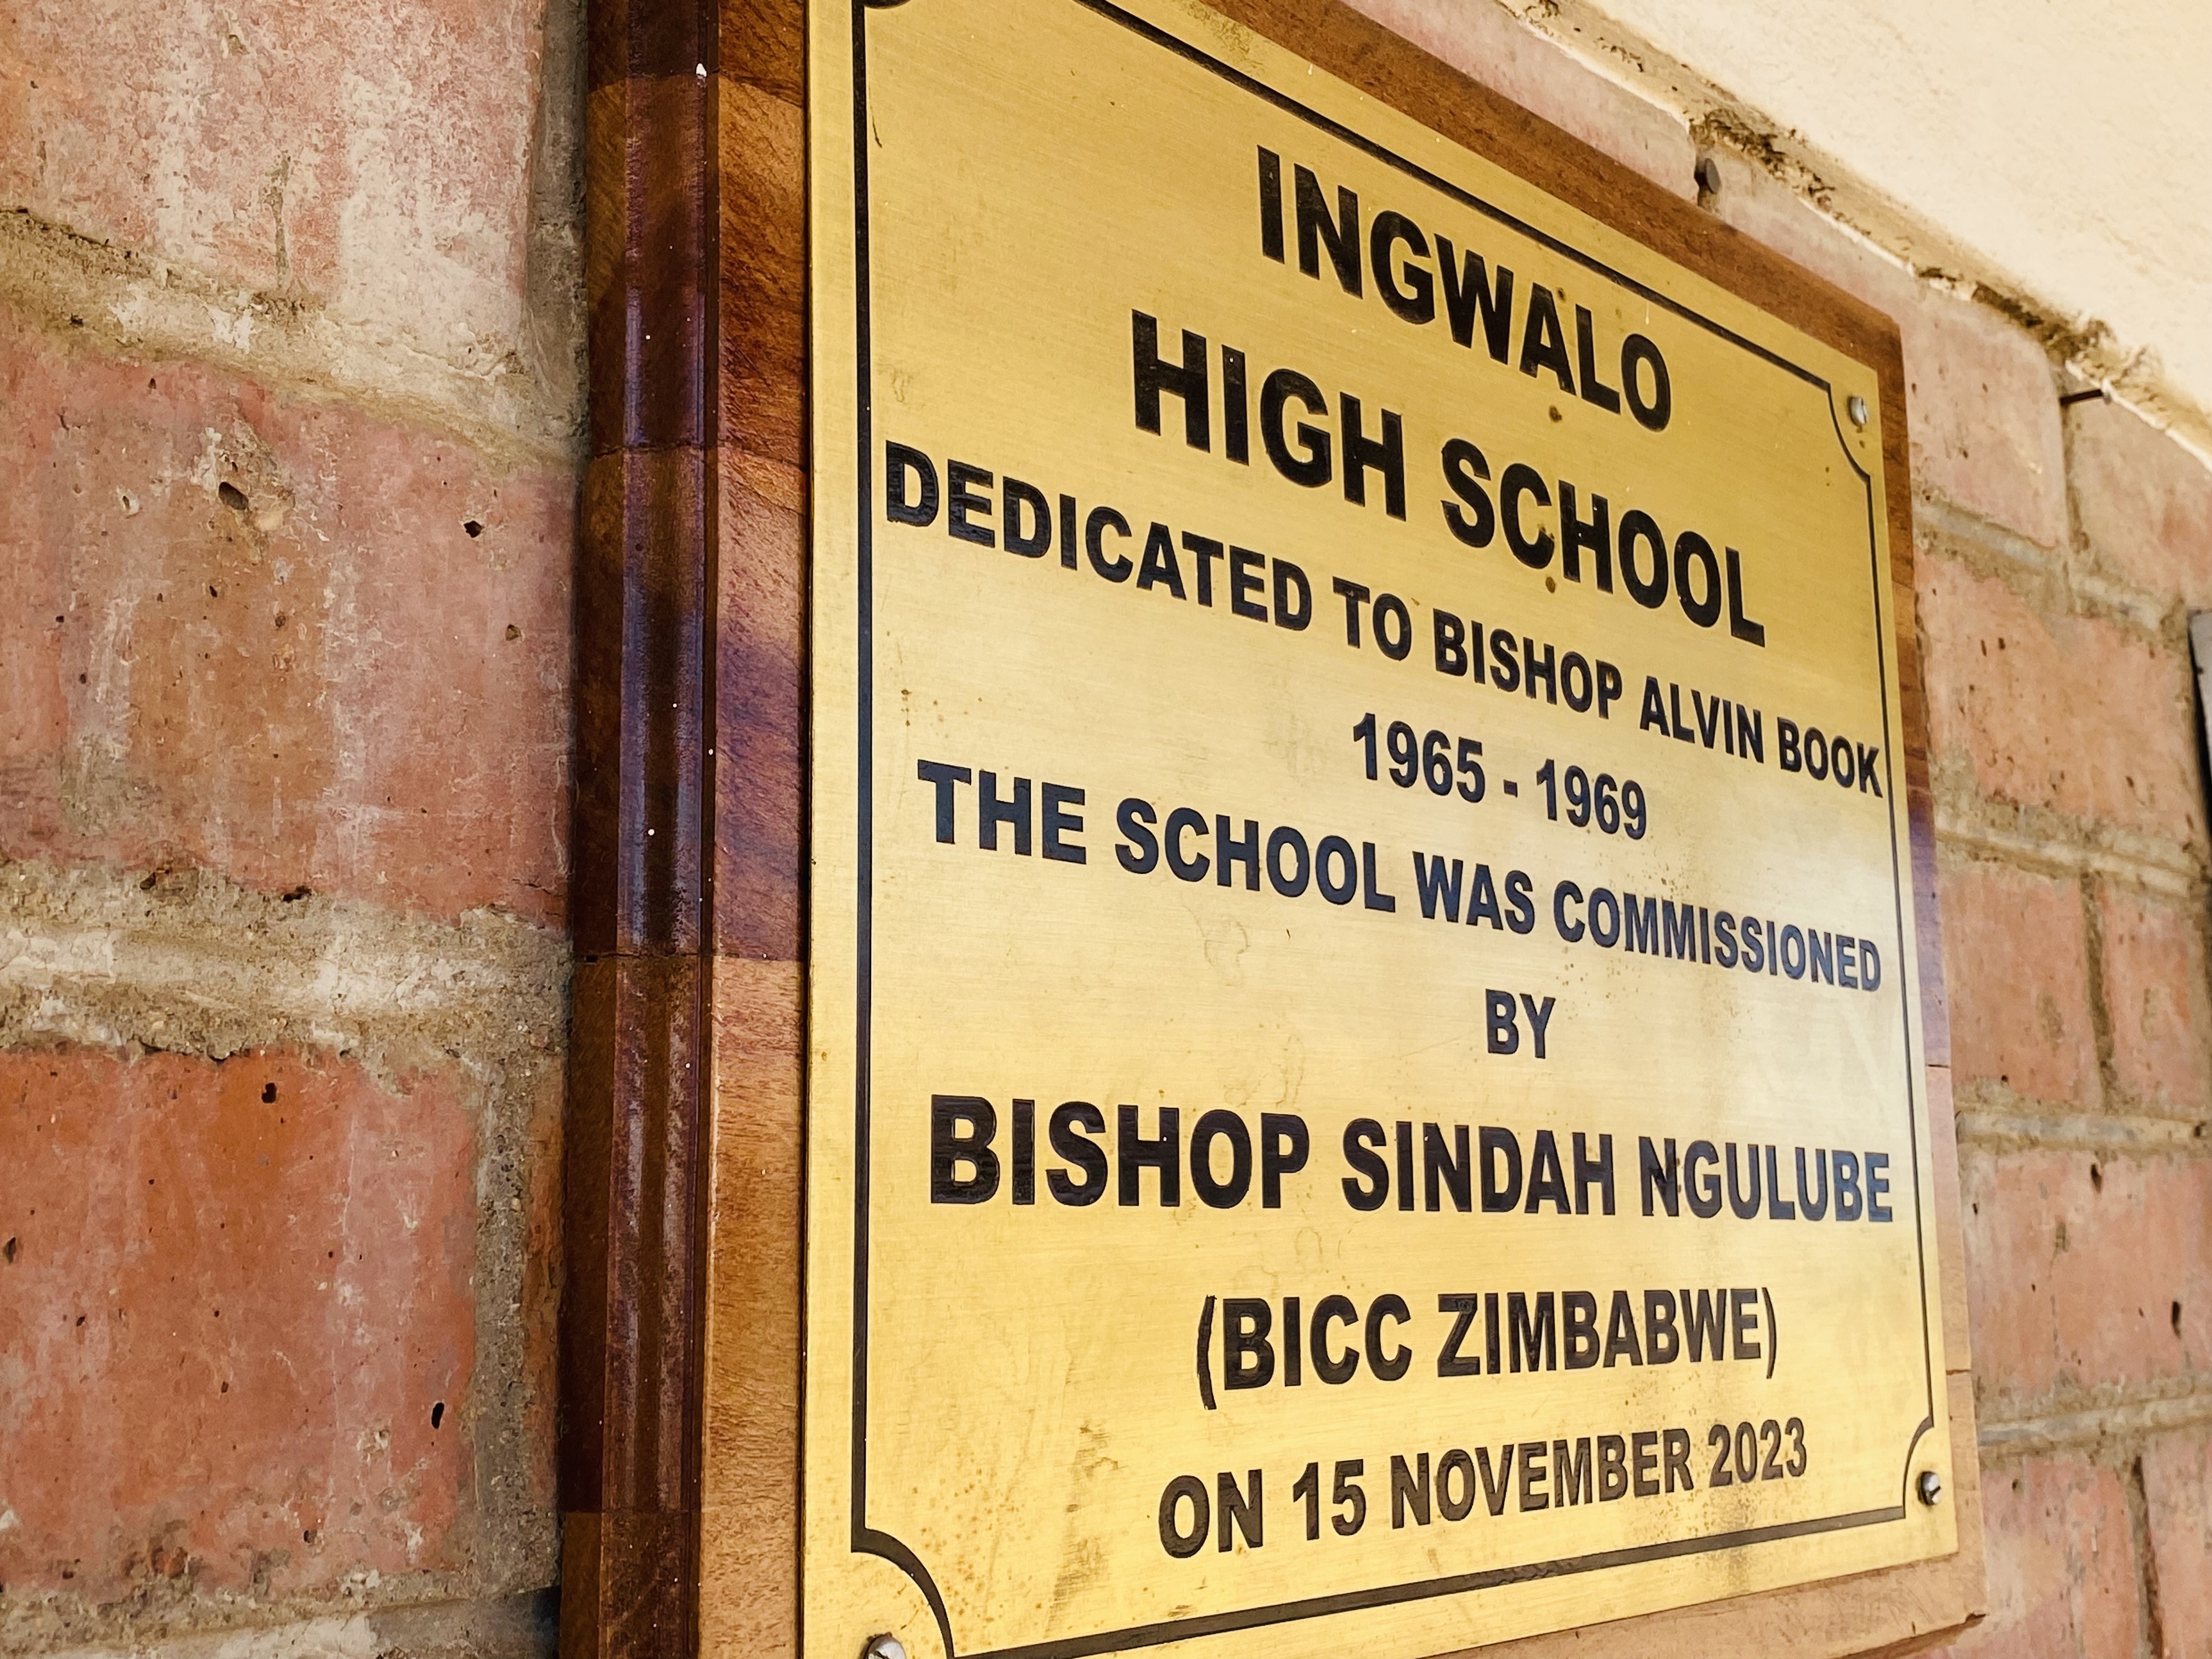 INGWALO
HIGH SCHOOL
DEDICATED TO BISHOP ALVIN BOOK
1965 - 1969
THE SCHOOL WAS COMMISSIONED
BY
BISHOP SINDAH NGULUBE
(BICC ZIMBABWE)
ON 15 NOVEMBER 2023